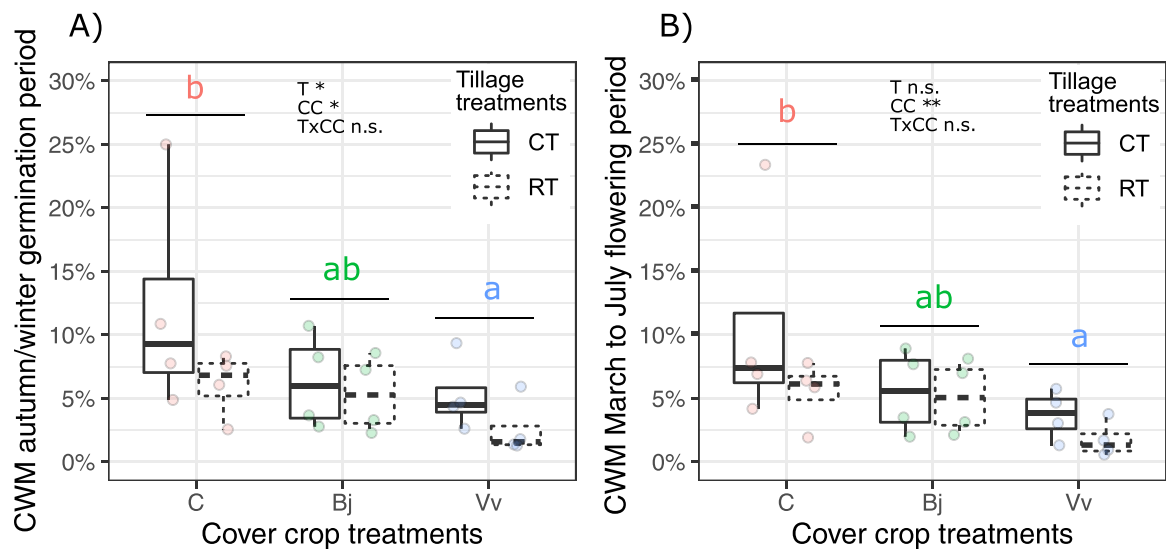 A)
CWM autumn/winter germination period
30%
25%
20%
15%
10%
5%
0%
b
T *
CC *
TxCC n.s.
Tillage
treatments
CT
RT
ab
a
C
Bj
Vv
Cover crop treatments
B)
CWM March to July flowering period
30%
25%
20%
15%
10%
5%
0%
b
T n.s.
CC **
TxCC n.s.
Tillage
treatments
CT
RT
ab
a
C
Bj
Vv
Cover crop treatments